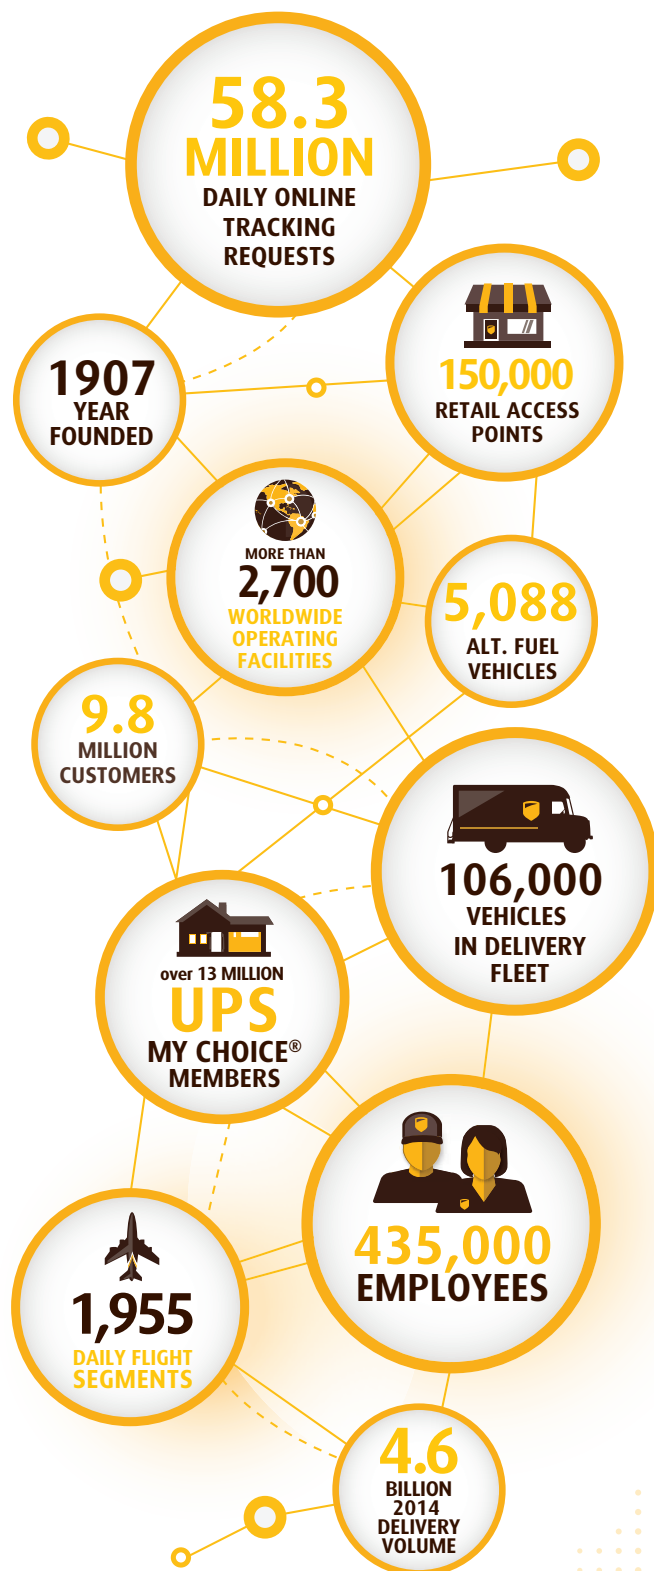 58.3
MILLION
DAILY ONLINE
TRACKING
REQUESTS
150,000
RETAIL ACCESS
POINTS
1907
YEAR
FOUNDED
MORE THAN
2,700
WORLDWIDE
OPERATING
FACILITIES
5,088
ALT. FUEL
VEHICLES
9.8
MILLION
CUSTOMERS
106,000
VEHICLES
IN DELIVERY
FLEET
over 13 MILLION
UPS
MY CHOICE®
MEMBERS
435,000
EMPLOYEES
1,955
DAILY FLIGHT
SEGMENTS
4.6
BILLION
2014
DELIVERY
VOLUME